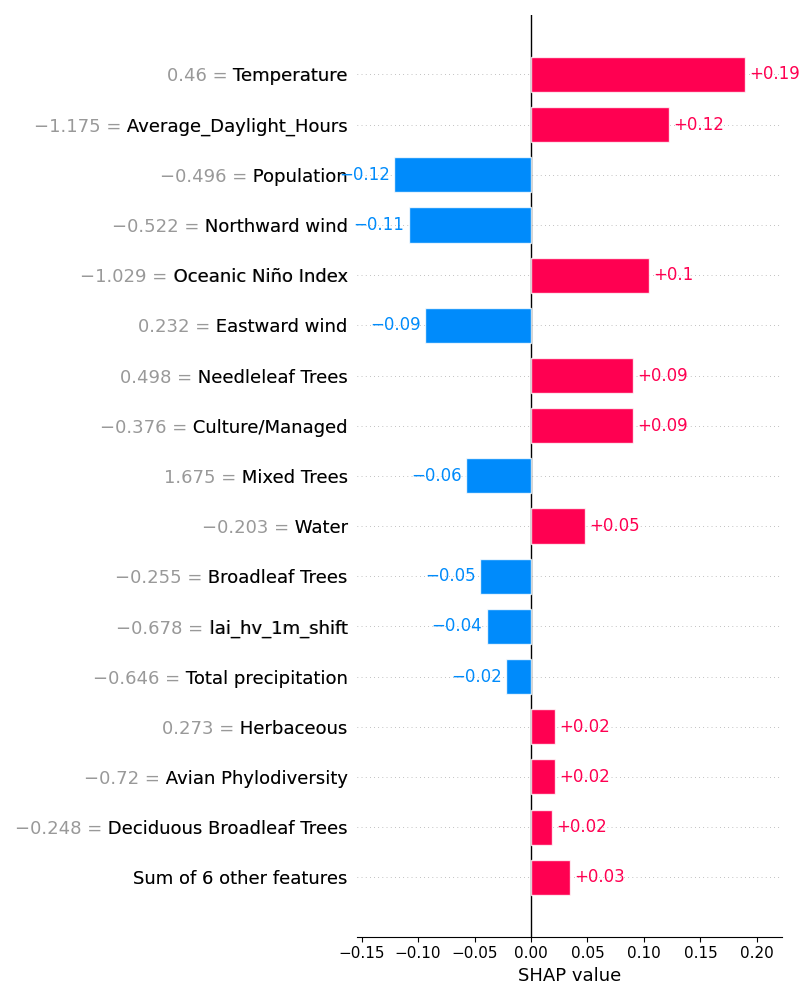 0.46 = Temperature +0.19
−1.175 = Average_Daylight_Hours +0.12
−0.496 = Population −0.12
−0.522 = Northward wind −0.11
−1.029 = Oceanic Niño Index +0.1
0.232 = Eastward wind −0.09
0.498 = Needleleaf Trees +0.09
−0.376 = Culture/Managed +0.09
1.675 = Mixed Trees −0.06
−0.203 = Water +0.05
−0.255 = Broadleaf Trees −0.05
−0.678 = lai_hv_1m_shift −0.04
−0.646 = Total precipitation −0.02
0.273 = Herbaceous +0.02
−0.72 = Avian Phylodiversity +0.02
−0.248 = Deciduous Broadleaf Trees +0.02
Sum of 6 other features +0.03
−0.15 −0.10 −0.05 0.00 0.05 0.10 0.15 0.20
SHAP value